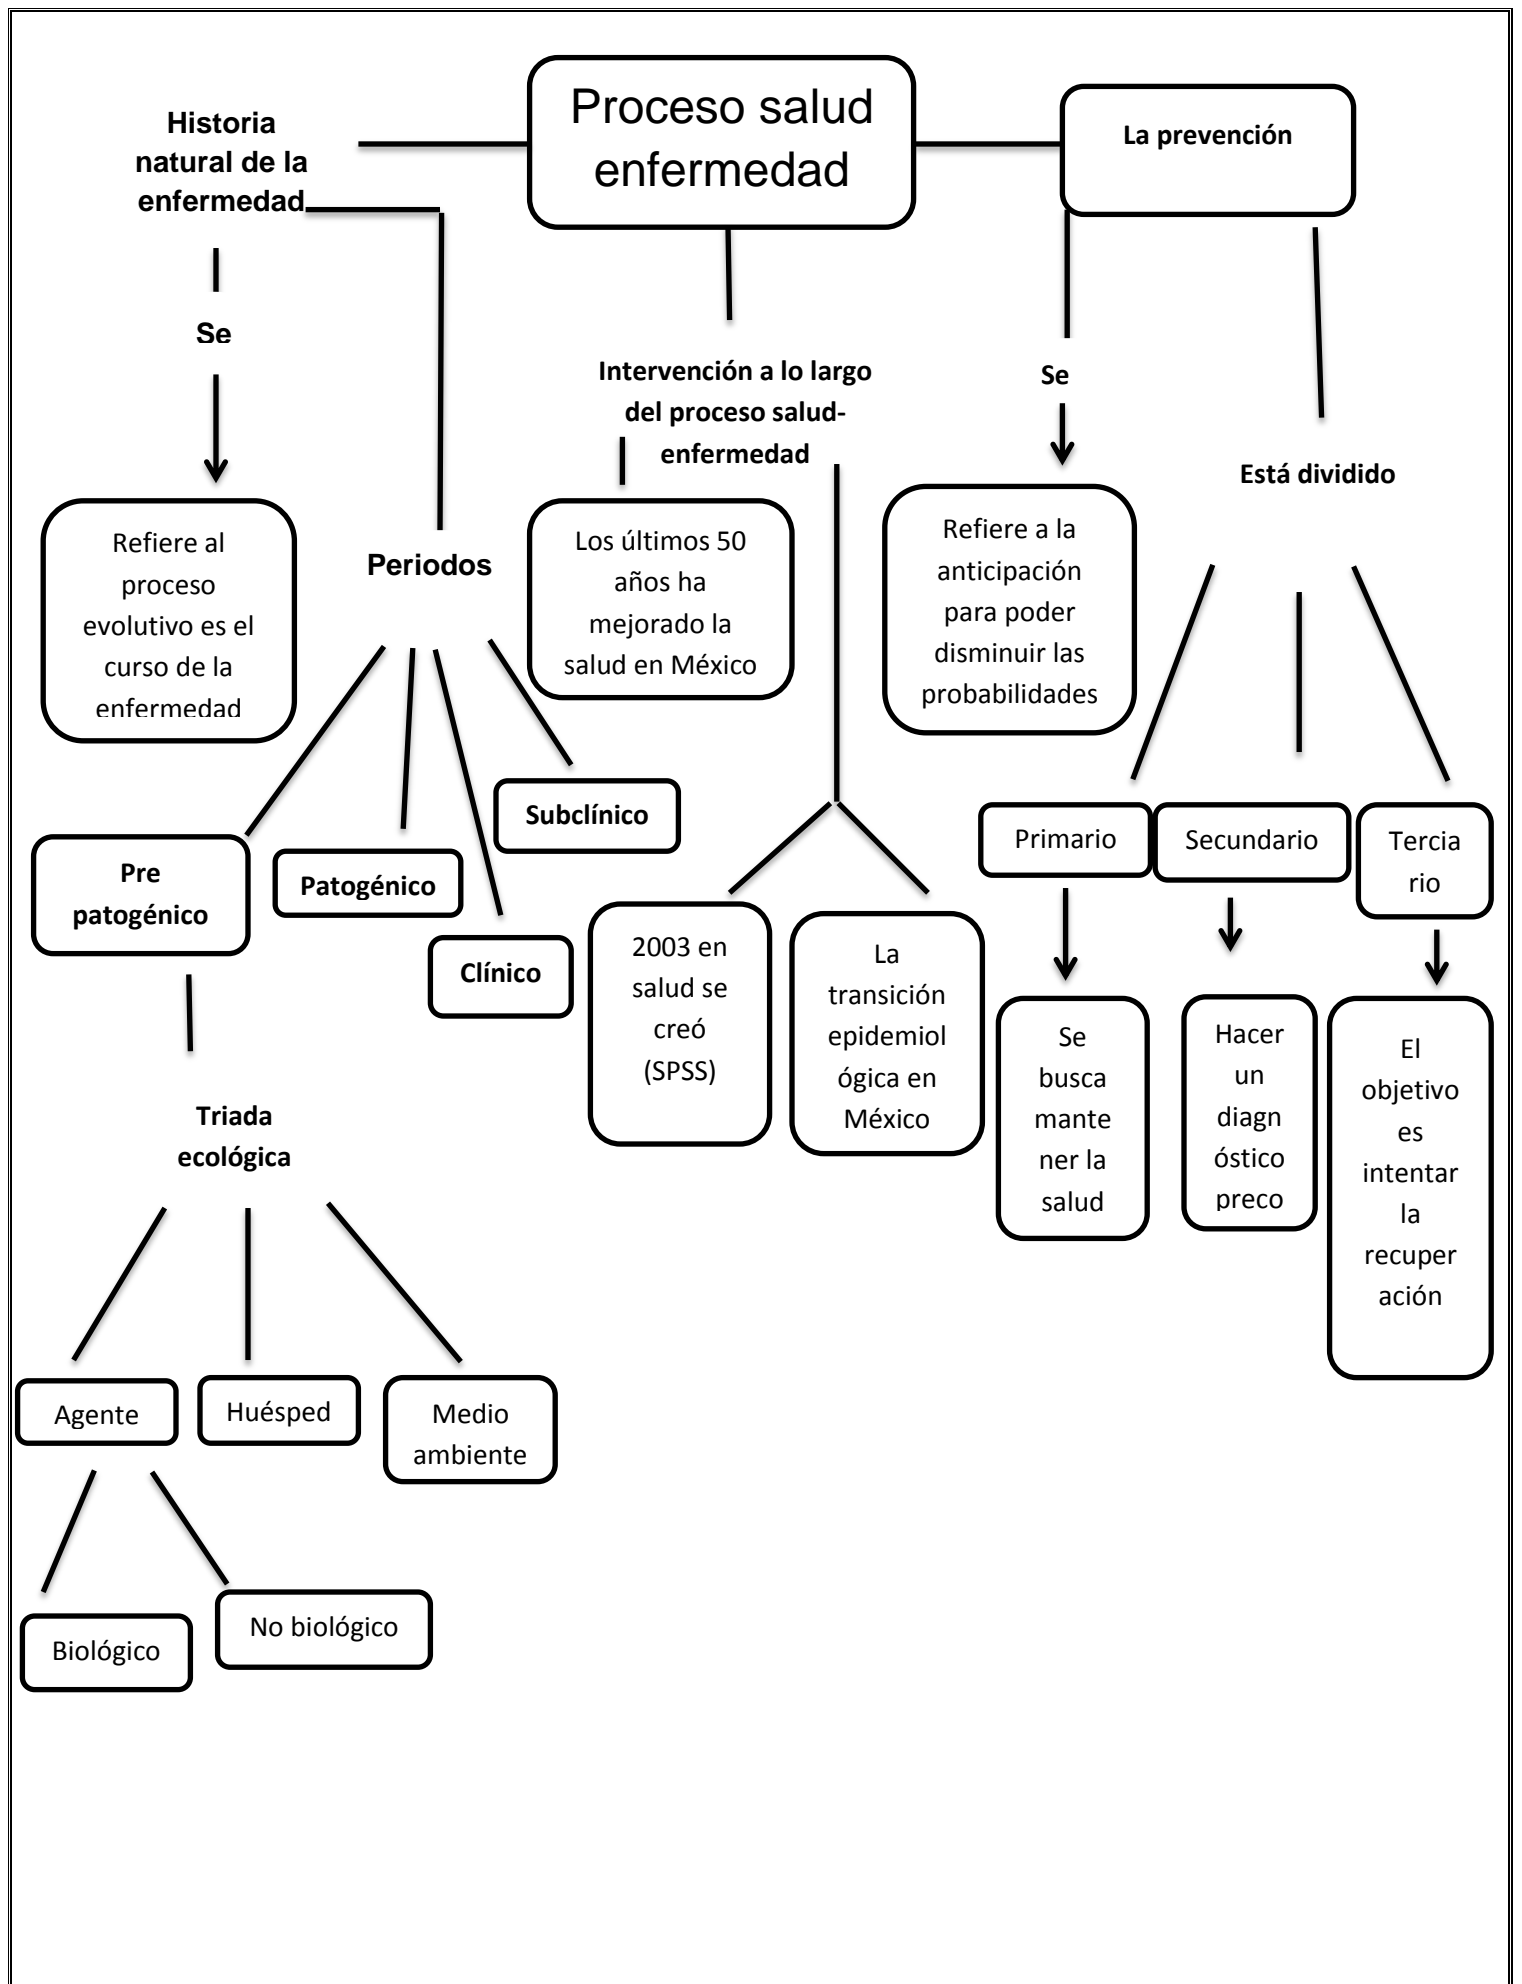 Proceso salud
enfermedad
Historia
natural de la
enfermedad
La prevención
Se
Refiere al
proceso
evolutivo es el
curso de la
enfermedad
Periodos
Pre
patogénico
Patogénico
Clínico
Subclínico
Triada
ecológica
Agente
Huésped
Medio
ambiente
Biológico
No biológico
Intervención a lo largo
del proceso salud-
enfermedad
Los últimos 50
años ha
mejorado la
salud en México
2003 en
salud se
creó
(SPSS)
La
transición
epidemiol
ógica en
México
Se
Refiere a la
anticipación
para poder
disminuir las
probabilidades
Está dividido
Primario
Secundario
Tercia
rio
Se
busca
mante
ner la
salud
Hacer
un
diagn
óstico
preco
El
objetivo
es
intentar
la
recuper
ación